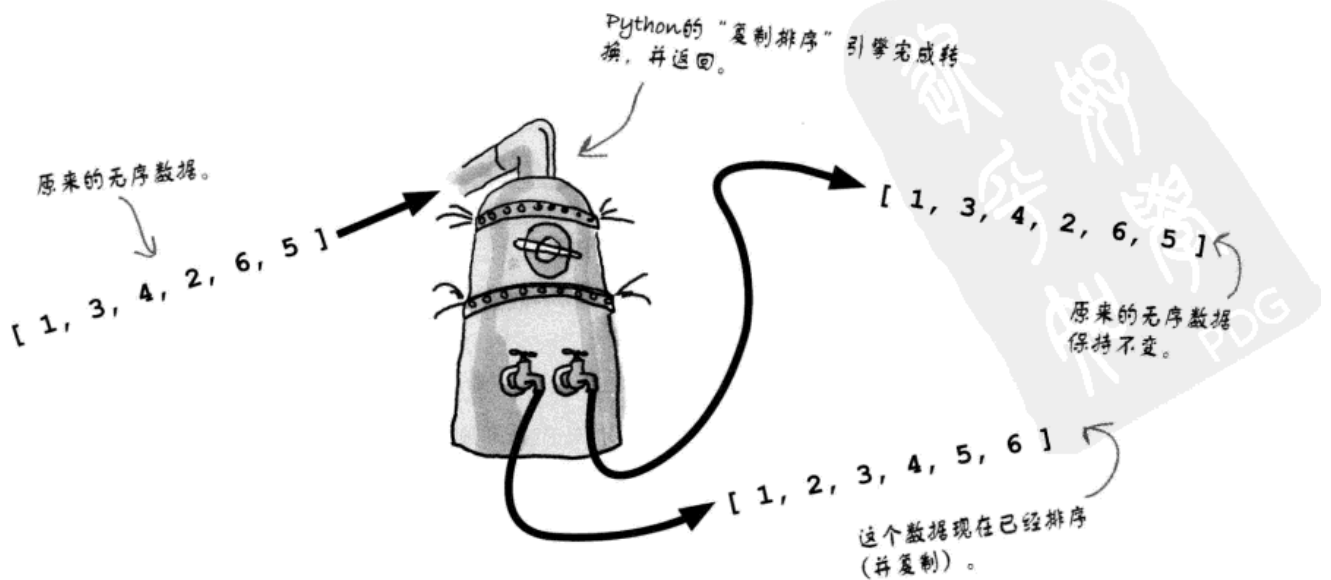 Python的“复制排序”引擎完成转
换，并返回。
原来的无序数据。
[ 1, 3, 4, 2, 6, 5 ]
[ 1, 3, 4, 2, 6, 5 ]
原来的无序数据
保持不变。
PDG
[ 1, 2, 3, 4, 5, 6 ]
这个数据现在已经排序
(并复制)。